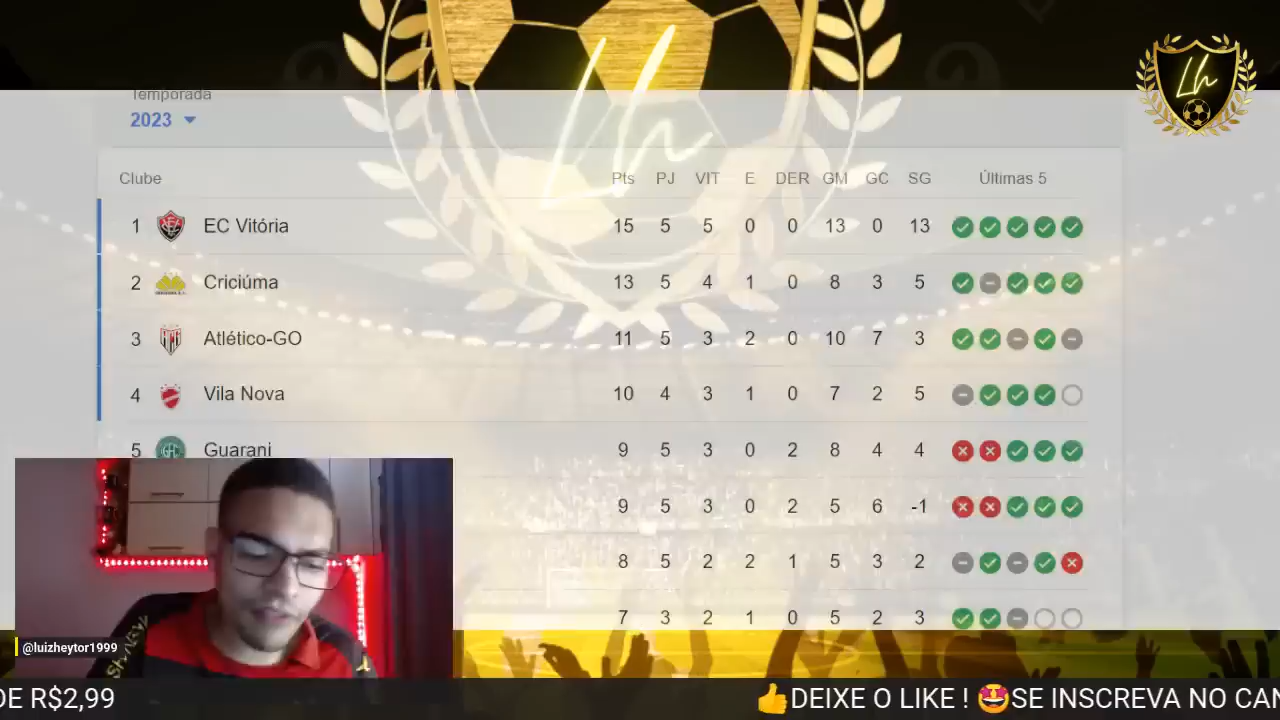 Lh
Lh
Temporada
2023
Clube Pts PJ VIT E DER GM GC SG Últimas 5
1 EC Vitória 15 5 5 0 0 13 0 13
2 Criciúma 13 5 4 1 0 8 3 5
3 Atlético-GO 11 5 3 2 0 10 7 3
4 Vila Nova 10 4 3 1 0 7 2 5
5 Guarani 9 5 3 0 2 8 4 4
9 5 3 0 2 5 6 -1
8 5 2 2 1 5 3 2
7 3 2 1 0 5 2 3
@luizheytor1999
DE R$2,99 👍DEIXE O LIKE ! 🤩SE INSCREVA NO CAN